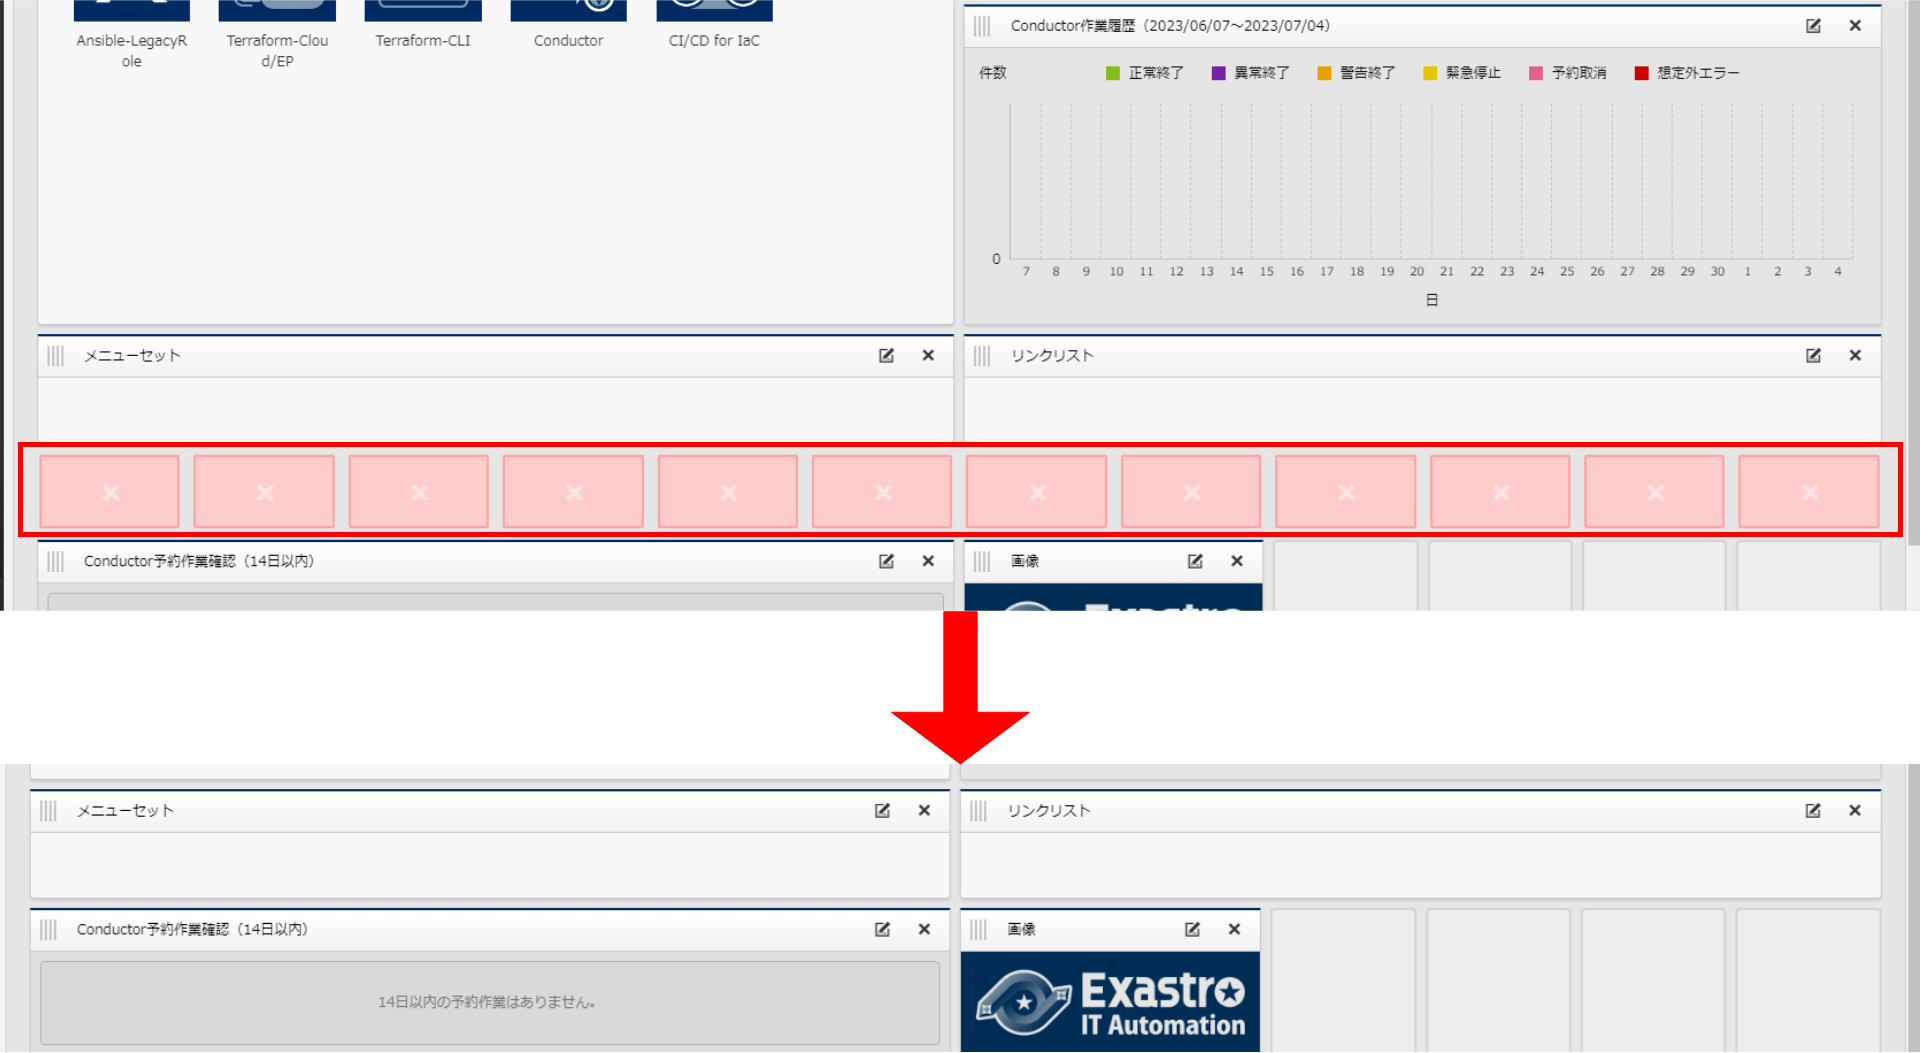 Ansible-LegacyR
ole
Terraform-Clou
d/EP
Terraform-CLI
Conductor
CI/CD for IaC
Conductor作業履歴（2023/06/07～2023/07/04）
件数
正常終了
異常終了
警告終了
緊急停止
予約取消
想定外エラー
0
7 8 9 10 11 12 13 14 15 16 17 18 19 20 21 22 23 24 25 26 27 28 29 30 1 2 3 4
日
メニューセット
リンクリスト
Conductor予約作業確認（14日以内）
画像
メニューセット
リンクリスト
Conductor予約作業確認（14日以内）
14日以内の予約作業はありません。
画像
Exastro
IT Automation